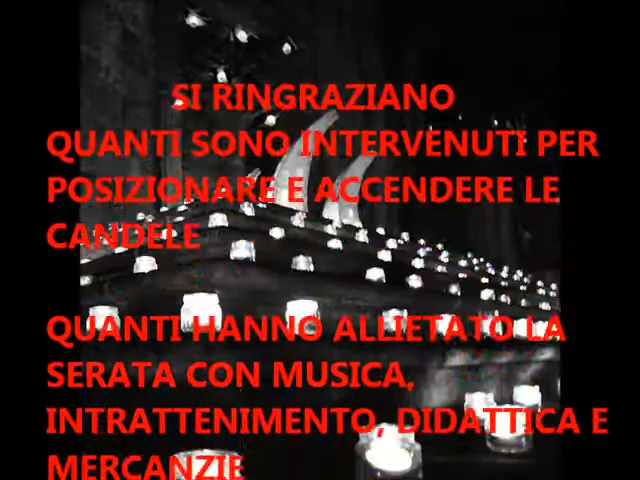 SI RINGRAZIANO
QUANTI SONO INTERVENUTI PER
POSIZIONARE E ACCENDERE LE
CANDELE
QUANTI HANNO ALLIETATO LA
SERATA CON MUSICA,
INTRATTENIMENTO, DIDATTICA E
MERCANZIE